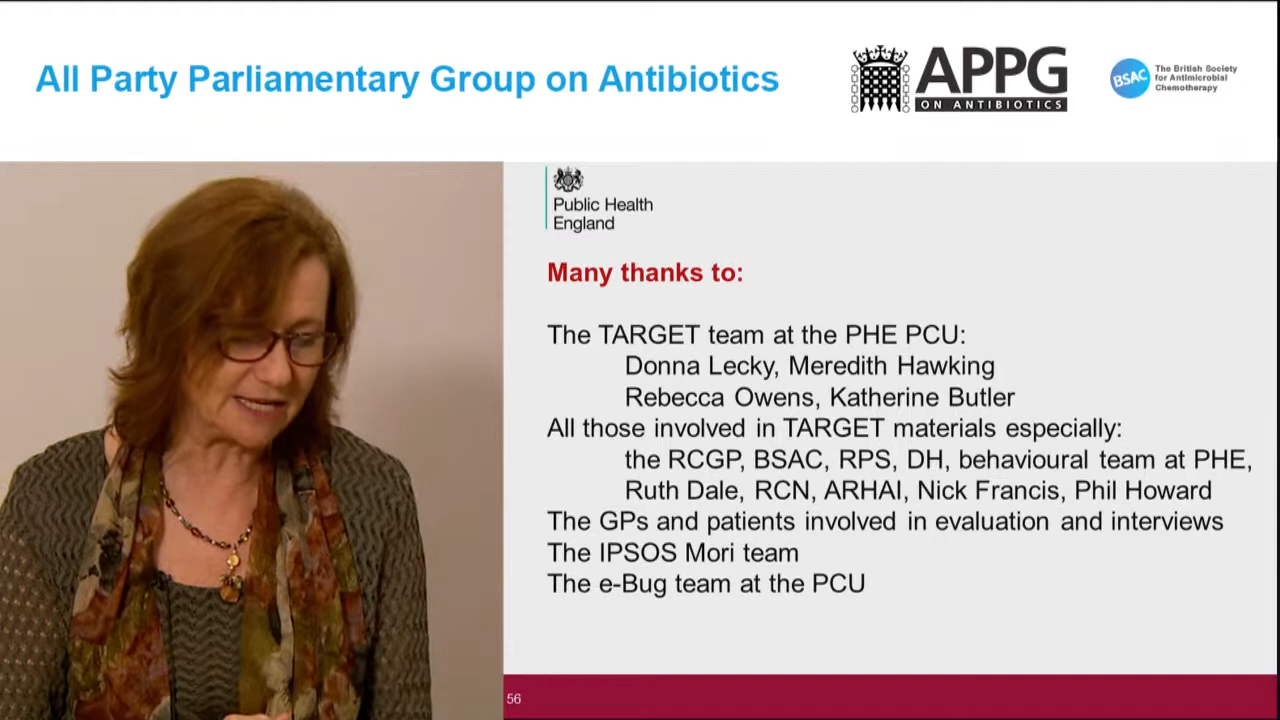 All Party Parliamentary Group on Antibiotics
APPG
ON ANTIBIOTICS
BSAC
The British Society
for Antimicrobial
Chemotherapy
Public Health
England
Many thanks to:
The TARGET team at the PHE PCU:
Donna Lecky, Meredith Hawking
Rebecca Owens, Katherine Butler
All those involved in TARGET materials especially:
the RCGP, BSAC, RPS, DH, behavioural team at PHE,
Ruth Dale, RCN, ARHAI, Nick Francis, Phil Howard
The GPs and patients involved in evaluation and interviews
The IPSOS Mori team
The e-Bug team at the PCU
56